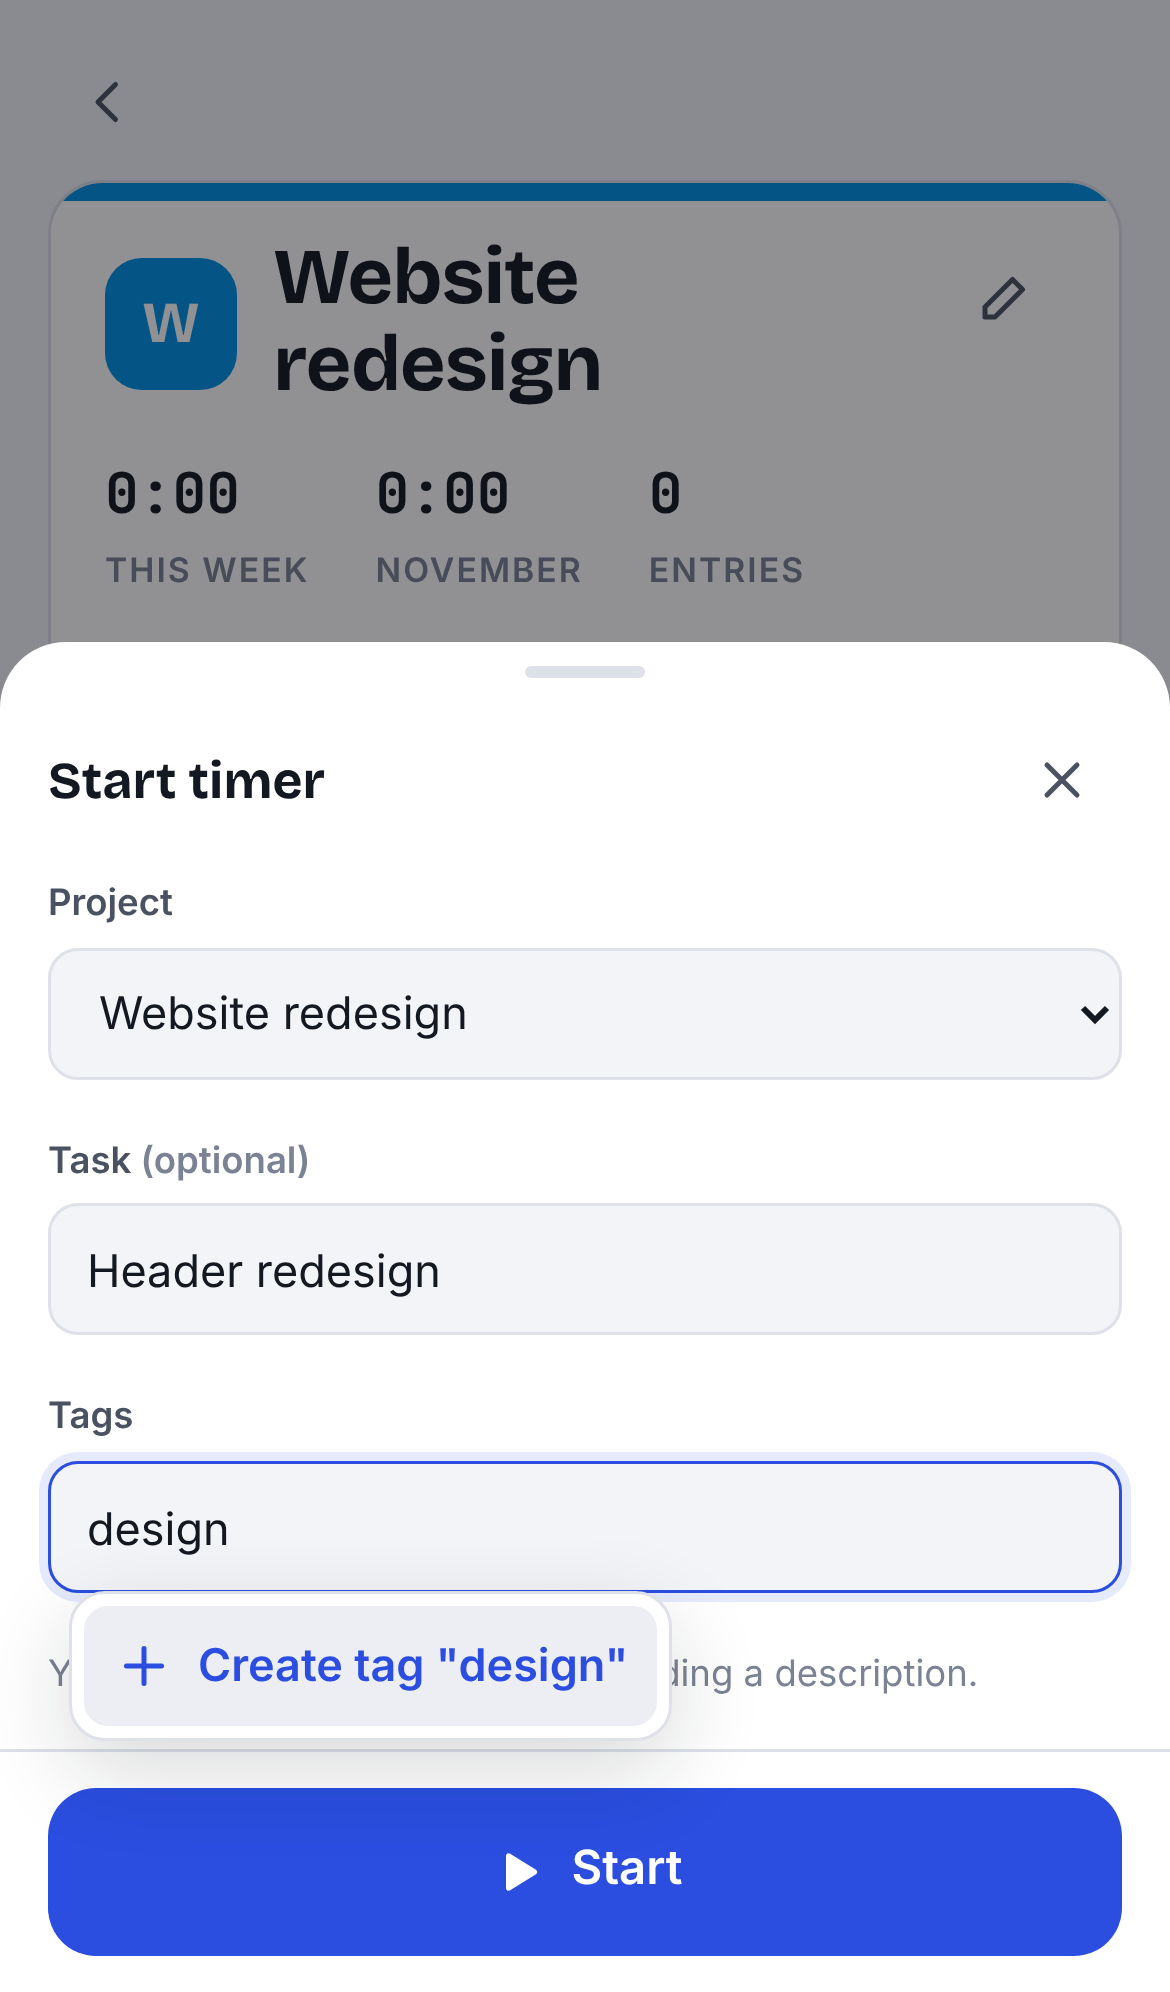 W
Website
redesign
0:00 0:00 0
THIS WEEK NOVEMBER ENTRIES
Start timer
Project
Website redesign
Task (optional)
Header redesign
Tags
design
Create tag "design"
a description.
Start